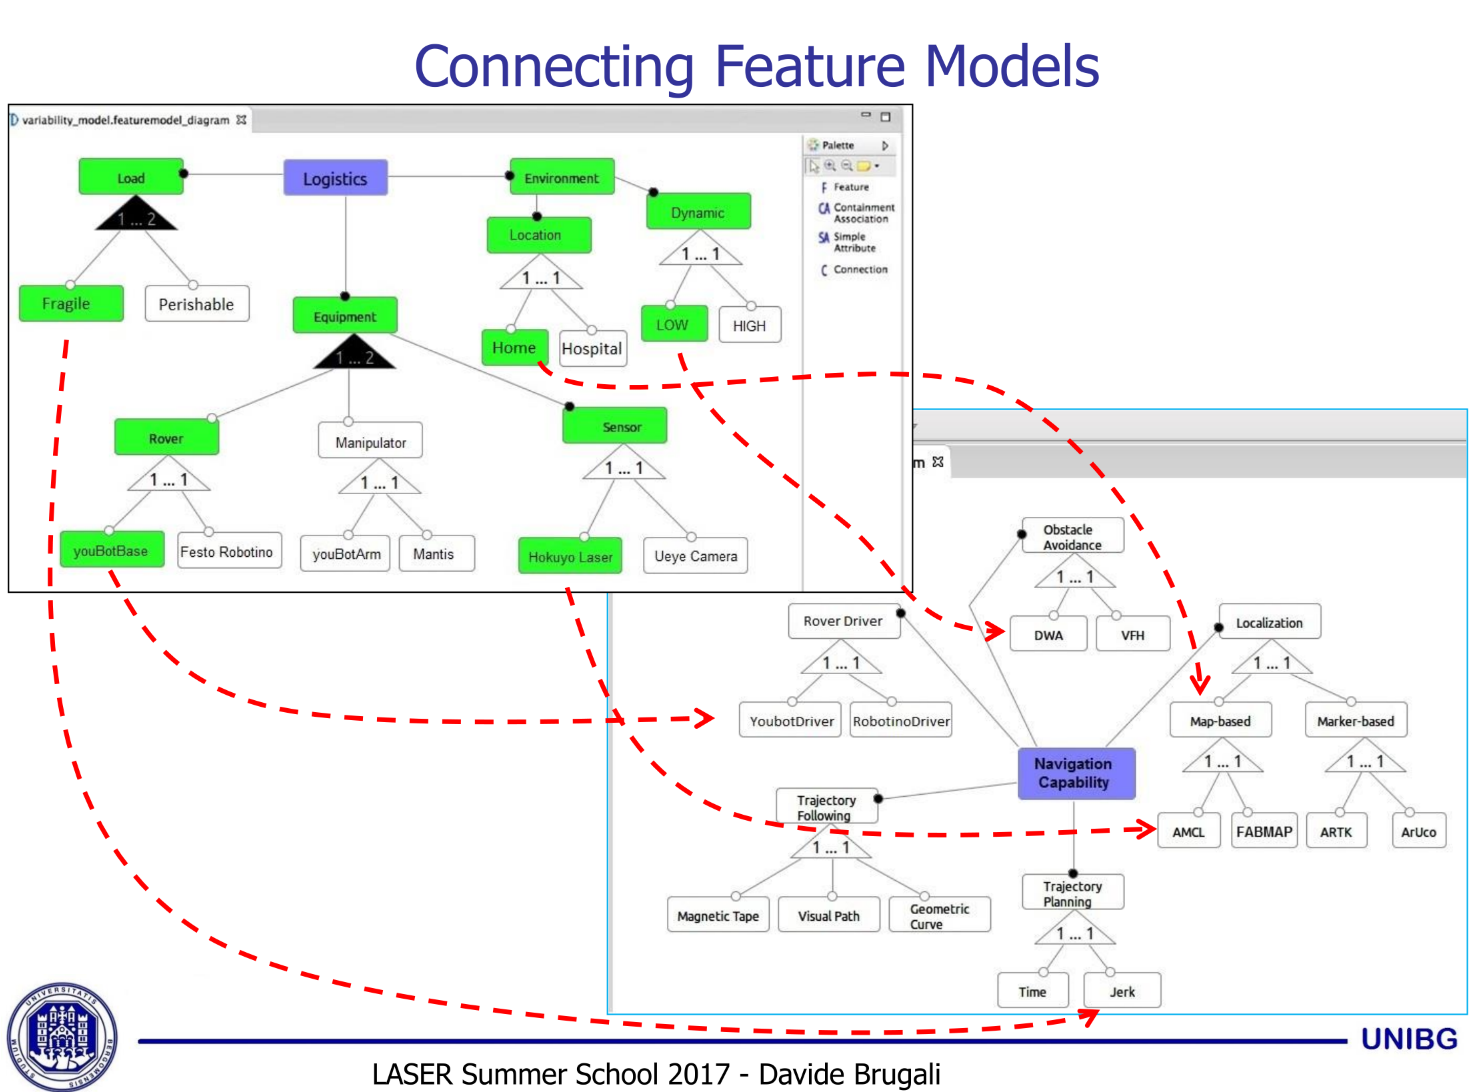 Connecting Feature Models
variability_model.featuremodel_diagram
Palette
Feature
Containment
Association
Simple
Attribute
Connection
F
CA
SA
C
Load
Logistics
Environment
Dynamic
Location
1 ... 2
1 ... 1
1 ... 1
Fragile
Perishable
Equipment
LOW
HIGH
Home
Hospital
1 ... 2
Rover
Manipulator
Sensor
1 ... 1
1 ... 1
1 ... 1
youBotBase
Festo Robotino
youBotArm
Mantis
Hokuyo Laser
Ueye Camera
m
Obstacle
Avoidance
1 ... 1
DWA
VFH
Rover Driver
Localization
1 ... 1
1 ... 1
YoubotDriver
RobotinoDriver
Map-based
Marker-based
Navigation
Capability
1 ... 1
1 ... 1
Trajectory
Following
AMCL
FABMAP
ARTK
ArUco
1 ... 1
Trajectory
Planning
Magnetic Tape
Visual Path
Geometric
Curve
1 ... 1
Time
Jerk
UNIVERSITATIS
BERGOMENSIS
STUDIUM
UNIBG
LASER Summer School 2017 - Davide Brugali